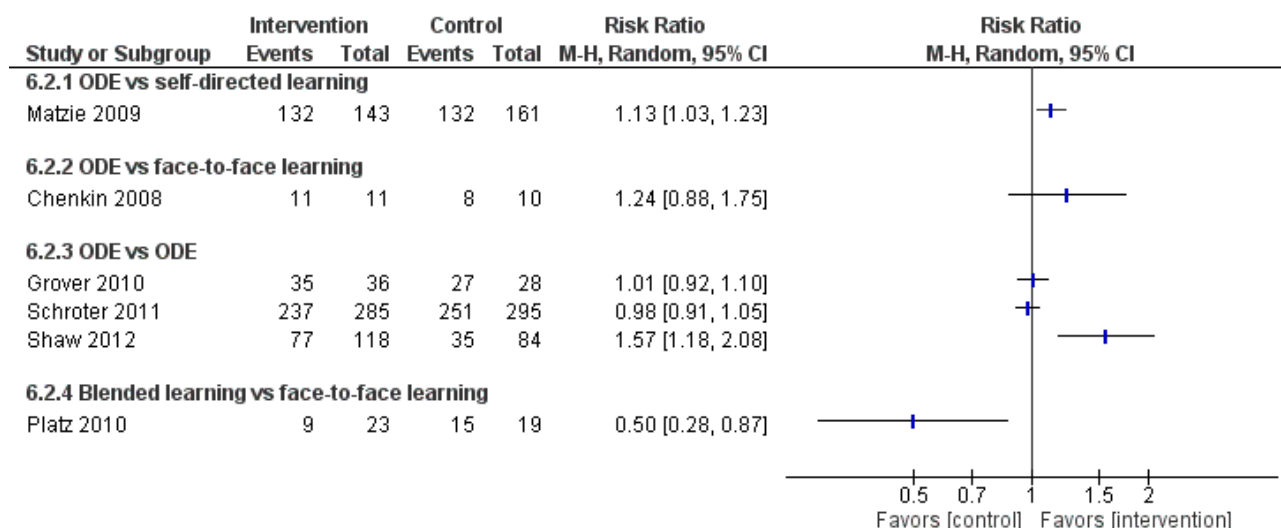 Intervention Control Risk Ratio Risk Ratio
Study or Subgroup Events Total Events Total M-H, Random, 95% CI M-H, Random, 95% CI
6.2.1 ODE vs self-directed learning
Matzie 2009 132 143 132 161 1.13 [1.03, 1.23]
6.2.2 ODE vs face-to-face learning
Chenkin 2008 11 11 8 10 1.24 [0.88, 1.75]
6.2.3 ODE vs ODE
Grover 2010 35 36 27 28 1.01 [0.92, 1.10]
Schroter 2011 237 285 251 295 0.98 [0.91, 1.05]
Shaw 2012 77 118 35 84 1.57 [1.18, 2.08]
6.2.4 Blended learning vs face-to-face learning
Platz 2010 9 23 15 19 0.50 [0.28, 0.87]
0.5 0.7 1 1.5 2
Favors [control] Favors [intervention]